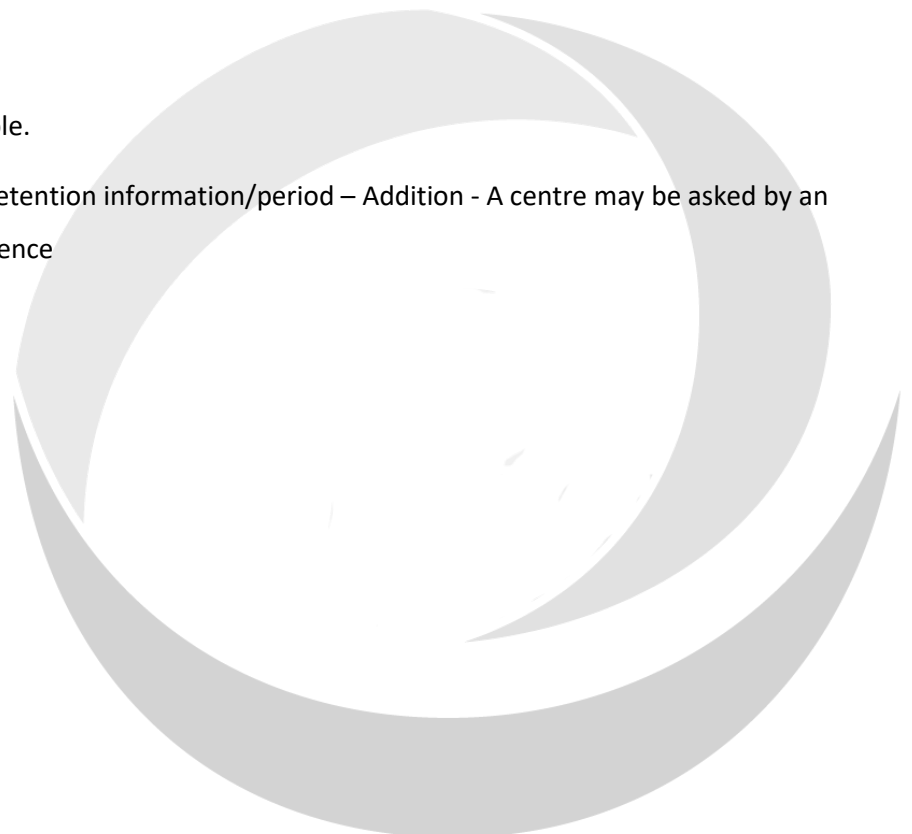 le.
etention information/period – Addition - A centre may be asked by an
ence